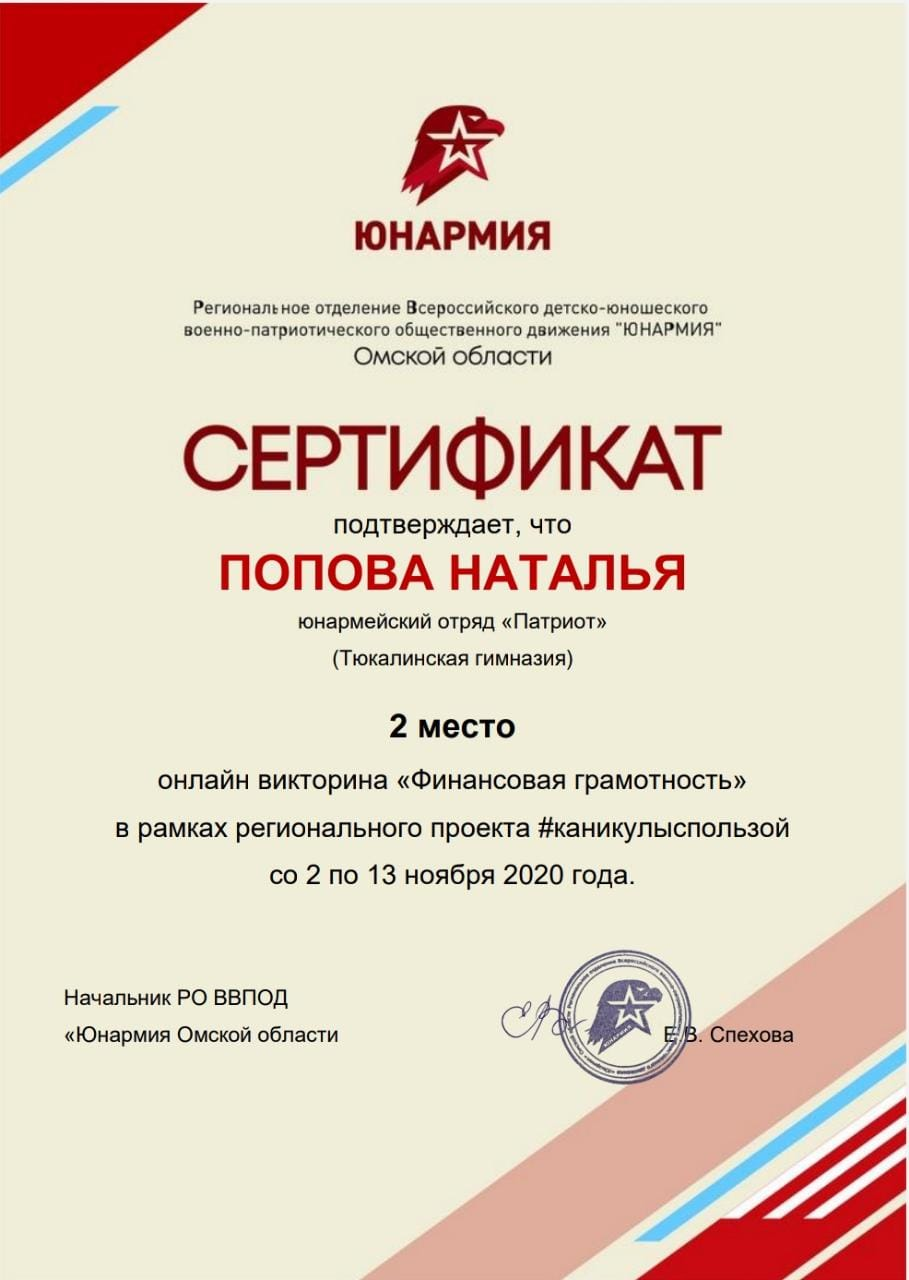 ЮНАРМИЯ
Региональное отделение Всероссийского детско-юношеского
военно-патриотического общественного движения "ЮНАРМИЯ"
Омской области
СЕРТИФИКАТ
подтверждает, что
ПОПОВА НАТАЛЬЯ
юнармейский отряд «Патриот»
(Тюкалинская гимназия)
2 место
онлайн викторина «Финансовая грамотность»
в рамках регионального проекта #каникулыспользой
со 2 по 13 ноября 2020 года.
Начальник РО ВВПОД
«Юнармия Омской области
Е.В. Спехова
ЮНАРМИЯ